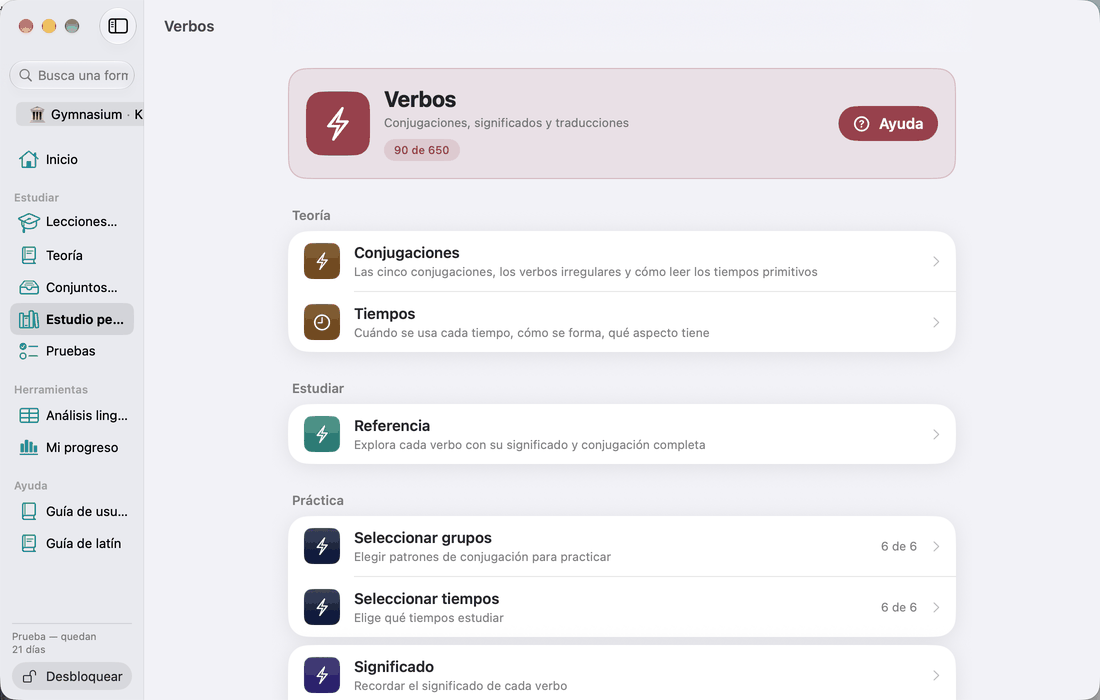 Verbos
Busca una forn
Gymnasium · K
Inicio
Estudiar
Lecciones...
Teoría
Conjuntos...
Estudio pe...
Pruebas
Herramientas
Análisis ling...
Mi progreso
Ayuda
Guía de usu...
Guía de latín
Prueba — quedan
21 días
Desbloquear
Verbos
Conjugaciones, significados y traducciones
90 de 650
Ayuda
Teoría
Conjugaciones
Las cinco conjugaciones, los verbos irregulares y cómo leer los tiempos primitivos
Tiempos
Cuándo se usa cada tiempo, cómo se forma, qué aspecto tiene
Estudiar
Referencia
Explora cada verbo con su significado y conjugación completa
Práctica
Seleccionar grupos
Elegir patrones de conjugación para practicar
6 de 6
Seleccionar tiempos
Elige qué tiempos estudiar
6 de 6
Significado
Recordar el significado de cada verbo